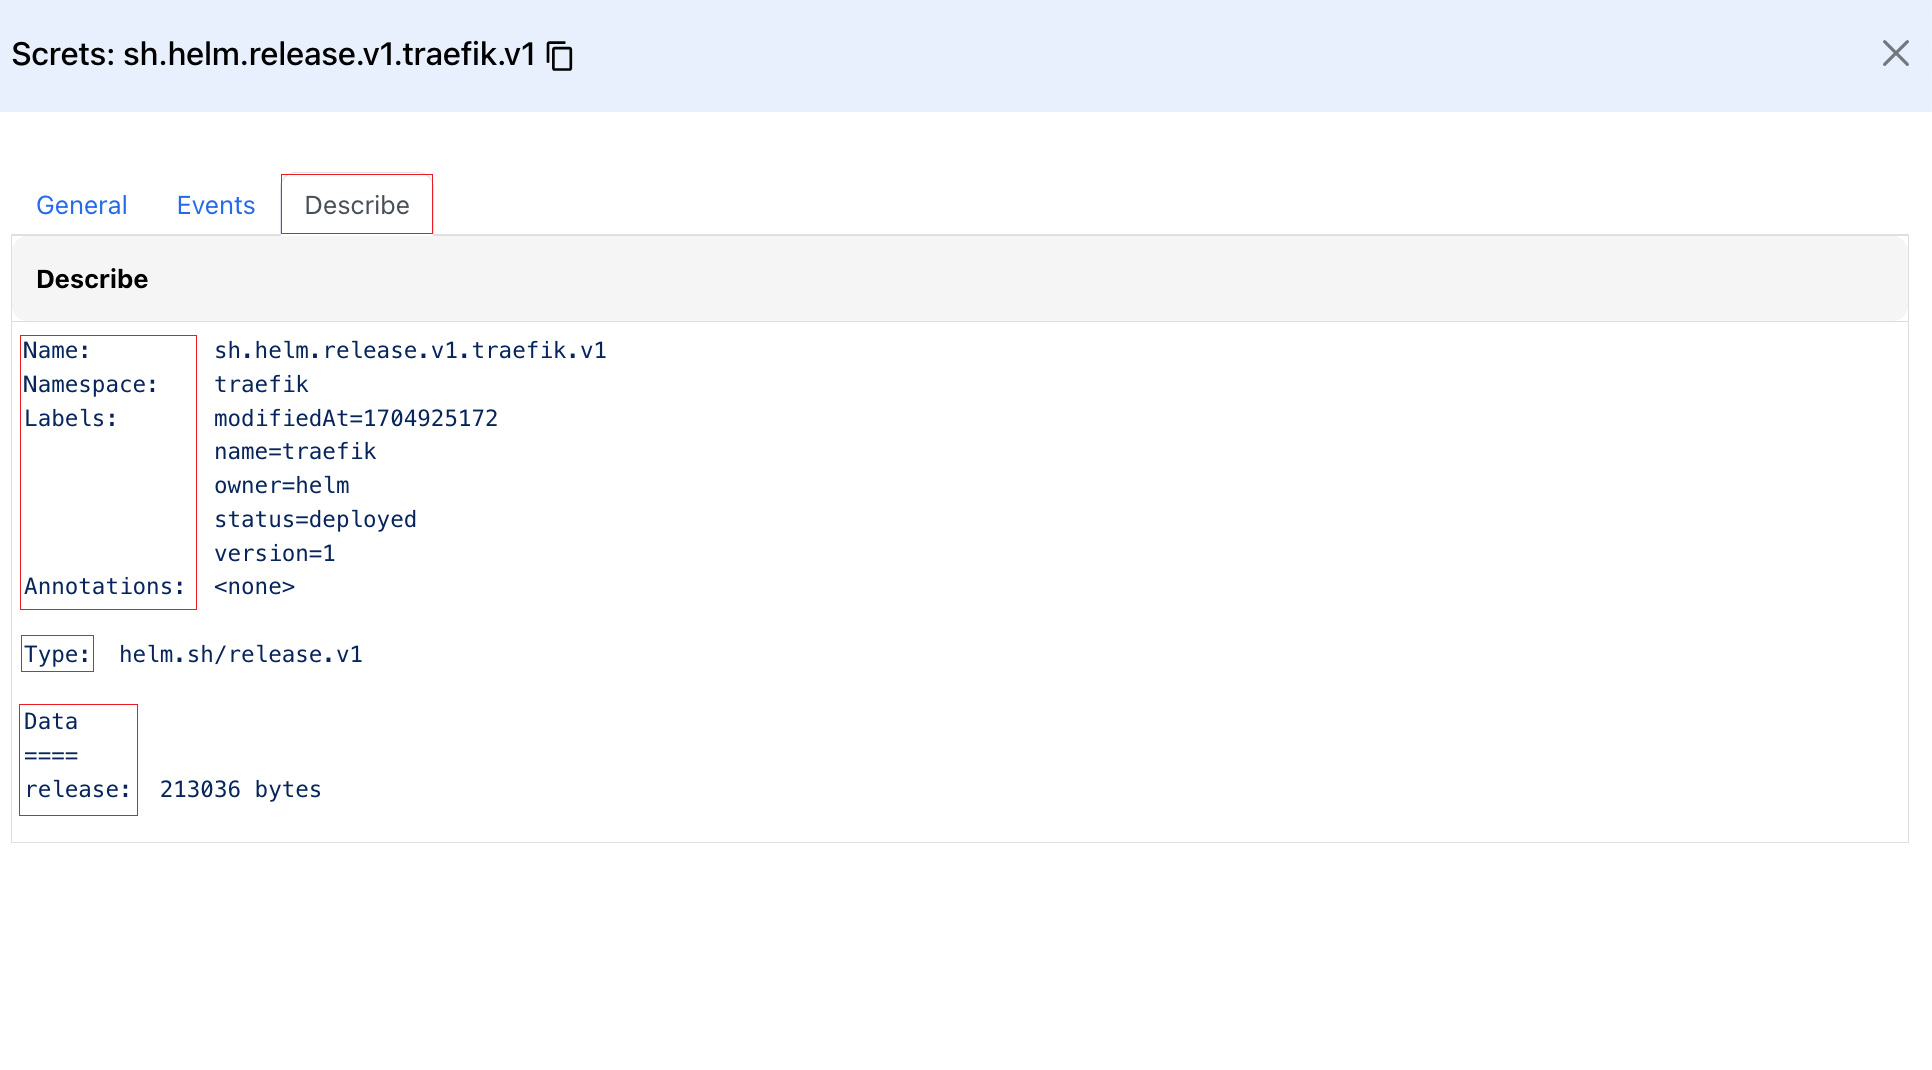 Screts: sh.helm.release.v1.traefik.v1
General Events Describe
Describe
Name: sh.helm.release.v1.traefik.v1
Namespace: traefik
Labels: modifiedAt=1704925172
name=traefik
owner=helm
status=deployed
version=1
Annotations: <none>
Type: helm.sh/release.v1
Data
====
release: 213036 bytes